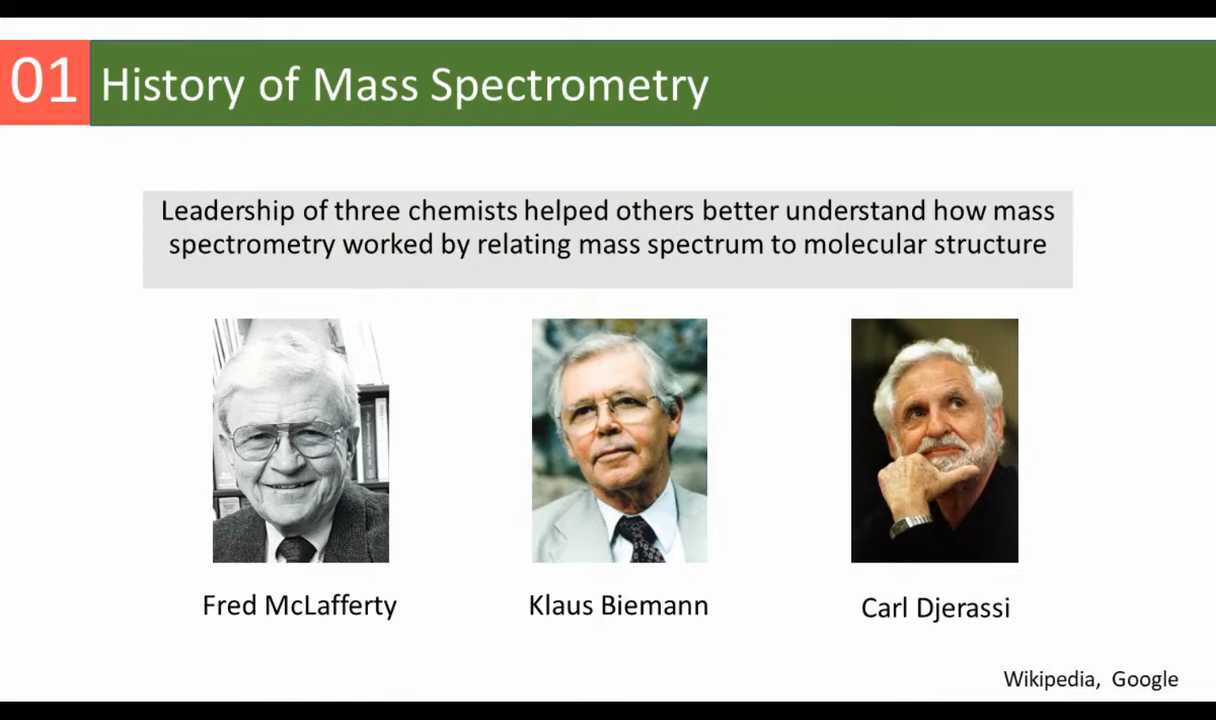 01 History of Mass Spectrometry
Leadership of three chemists helped others better understand how mass
spectrometry worked by relating mass spectrum to molecular structure
Fred McLafferty
Klaus Biemann
Carl Djerassi
Wikipedia, Google